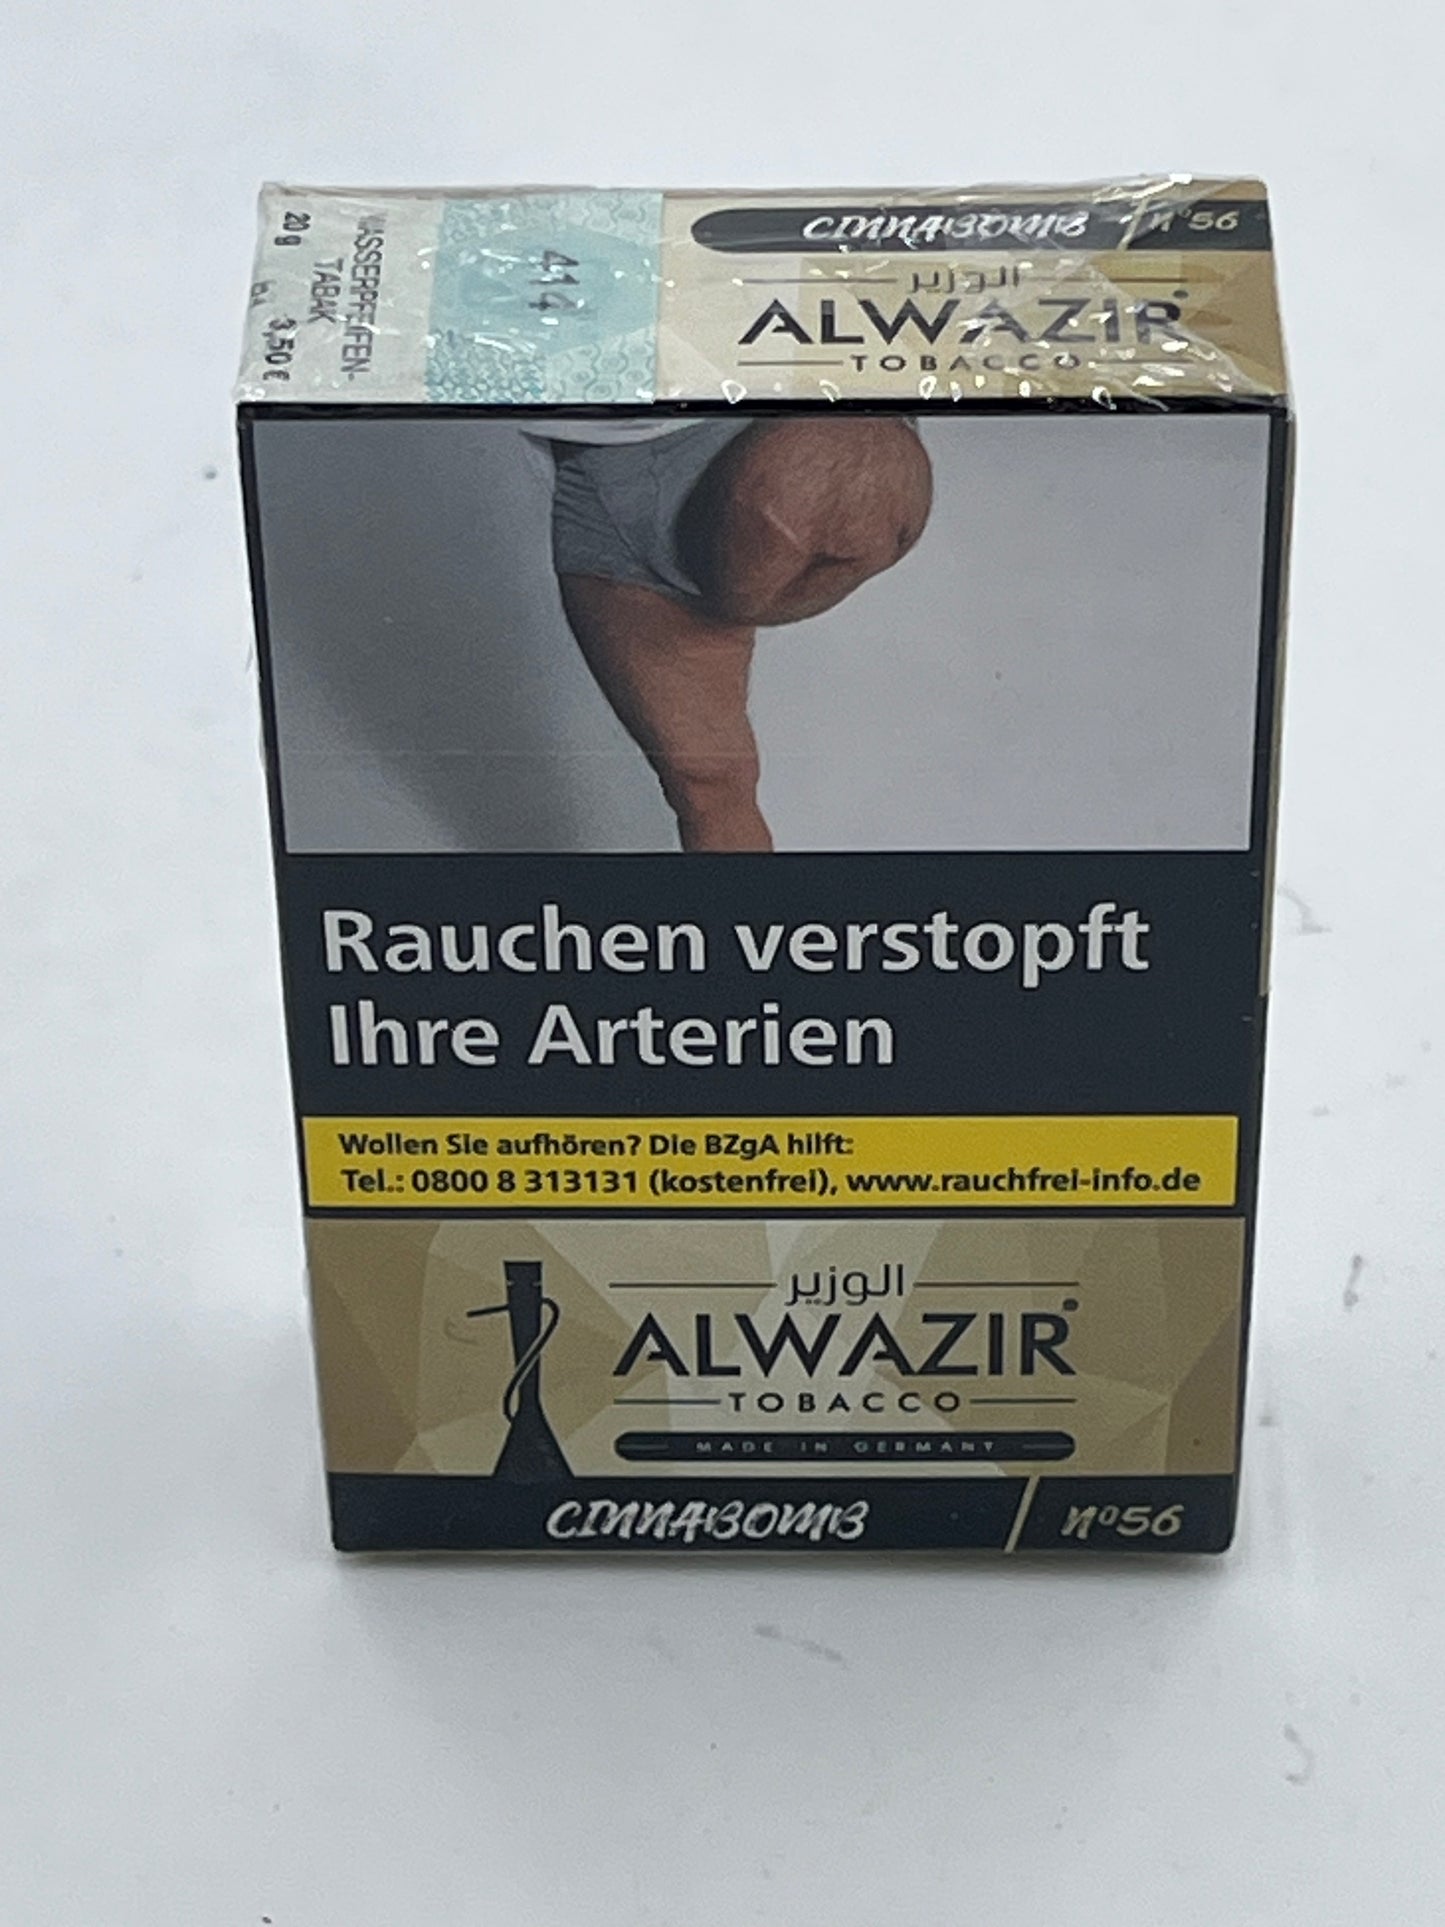 20 g
3,50 €
WASSERPFEIFEN-
TABAK
414
CINNABOMB n°56
الوزير
ALWAZIR
TOBACCO
Rauchen verstopft
Ihre Arterien
Wollen Sie aufhören? Die BZgA hilft:
Tel.: 0800 8 313131 (kostenfrei), www.rauchfrei-info.de
الوزير
ALWAZIR®
TOBACCO
MADE IN GERMANY
CINNABOMB n°56